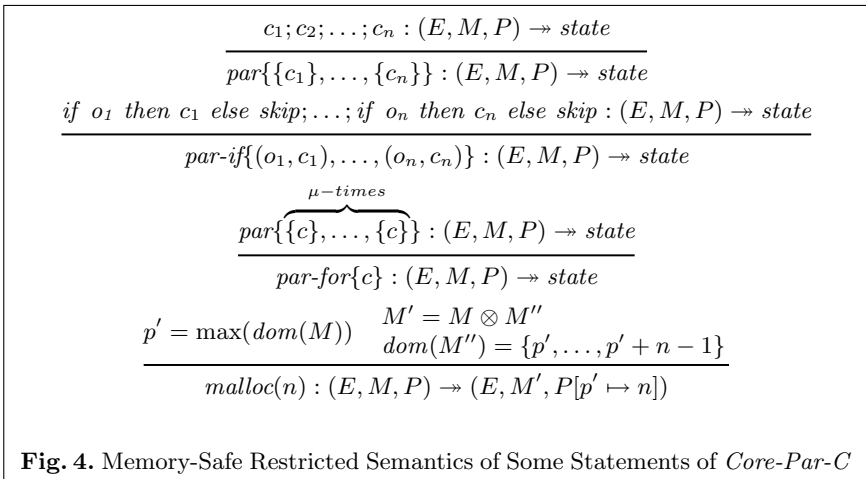 c₁; c₂; . . . ; cₙ : (E, M, P) ↠ state
par{{c₁}, . . . , {cₙ}} : (E, M, P) ↠ state
if o₁ then c₁ else skip; . . . ; if oₙ then cₙ else skip : (E, M, P) ↠ state
par-if{(o₁, c₁), . . . , (oₙ, cₙ)} : (E, M, P) ↠ state
μ−times
par{{c}, . . . , {c}} : (E, M, P) ↠ state
par-for{c} : (E, M, P) ↠ state
p′ = max(dom(M)) M′ = M ⊗ M′′
dom(M′′) = {p′, . . . , p′ + n − 1}
malloc(n) : (E, M, P) ↠ (E, M′, P[p′ ↦ n])
Fig. 4. Memory-Safe Restricted Semantics of Some Statements of Core-Par-C